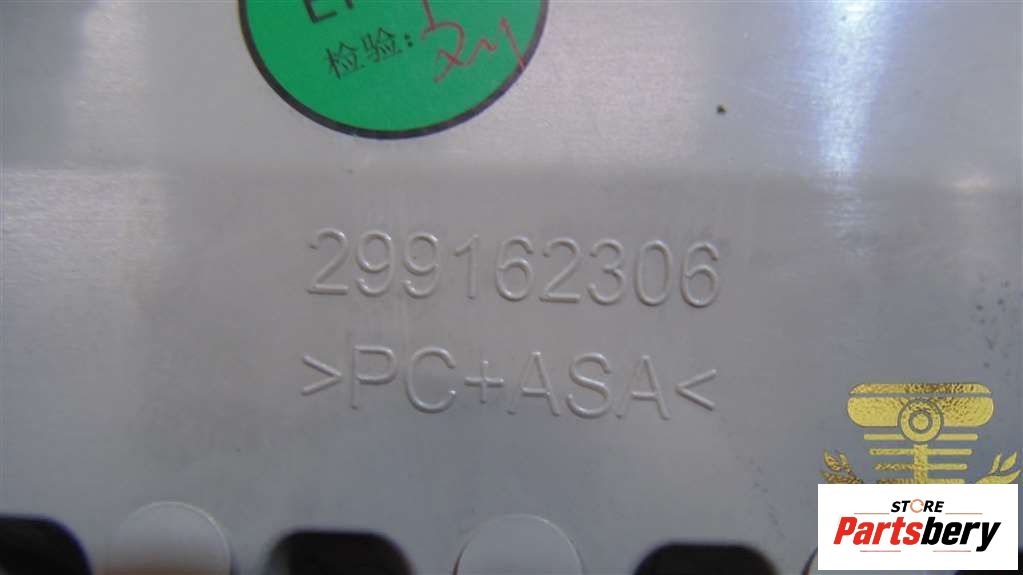 检验:
299162306
>PC+ASA<
STORE
Partsbery